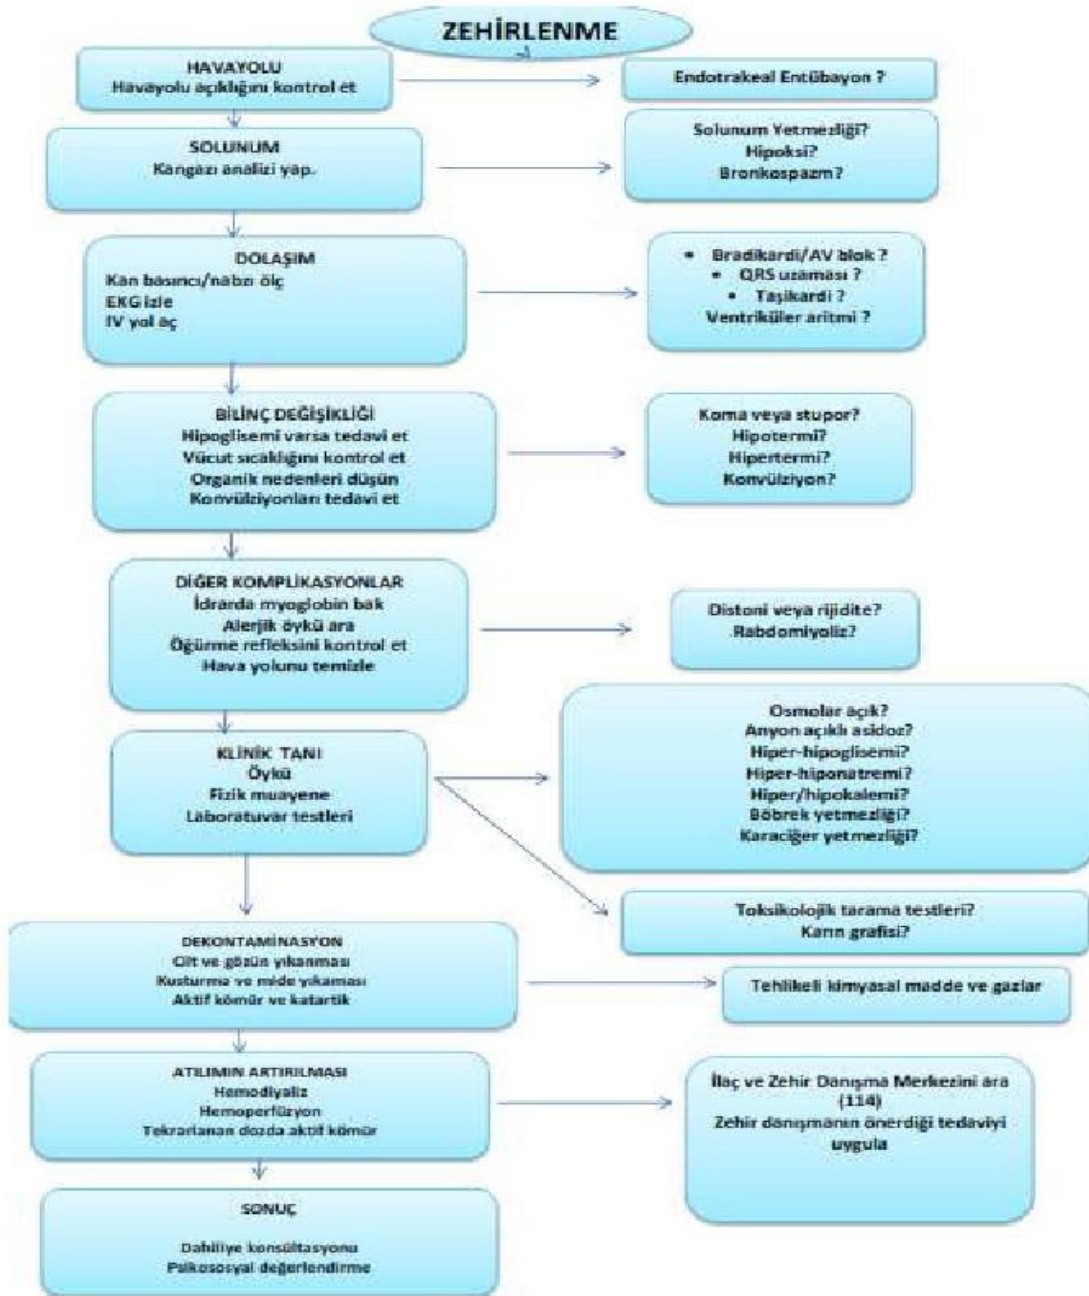 ZEHİRLENME
HAVAYOLU
Havayolu açıklığını kontrol et
Endotrakeal Entübayon ?
SOLUNUM
Kangazı analizi yap.
Solunum Yetmezliği?
Hipoksi?
Bronkospazm?
DOLAŞIM
Kan basıncı/nabzı ölç
EKG izle
IV yol aç
• Bradikardi/AV blok ?
• QRS uzaması ?
• Taşikardi ?
Ventriküler aritmi ?
BİLİNÇ DEĞİŞİKLİĞİ
Hipoglisemi varsa tedavi et
Vücut sıcaklığını kontrol et
Organik nedenleri düşün
Konvülziyonları tedavi et
Koma veya stupor?
Hipotermi?
Hipertermi?
Konvülziyon?
DİĞER KOMPLİKASYONLAR
İdrarda myoglobin bak
Alerjik öykü ara
Öğürme refleksini kontrol et
Hava yolunu temizle
Distoni veya rijidite?
Rabdomiyoliz?
KLİNİK TANI
Öykü
Fizik muayene
Laboratuvar testleri
Osmolar açık?
Anyon açıklı asidoz?
Hiper-hipoglisemi?
Hiper-hiponatremi?
Hiper/hipokalemi?
Böbrek yetmezliği?
Karaciğer yetmezliği?
Toksikolojik tarama testleri?
Karın grafisi?
DEKONTAMİNASYON
Cilt ve gözün yıkanması
Kusturma ve mide yıkaması
Aktif kömür ve katartik
Tehlikeli kimyasal madde ve gazlar
ATILIMIN ARTIRILMASI
Hemodiyaliz
Hemoperfüzyon
Tekrarlanan dozda aktif kömür
İlaç ve Zehir Danışma Merkezini ara
(114)
Zehir danışmanın önerdiği tedaviyi
uygula
SONUÇ
Dahiliye konsültasyonu
Psikososyal değerlendirme